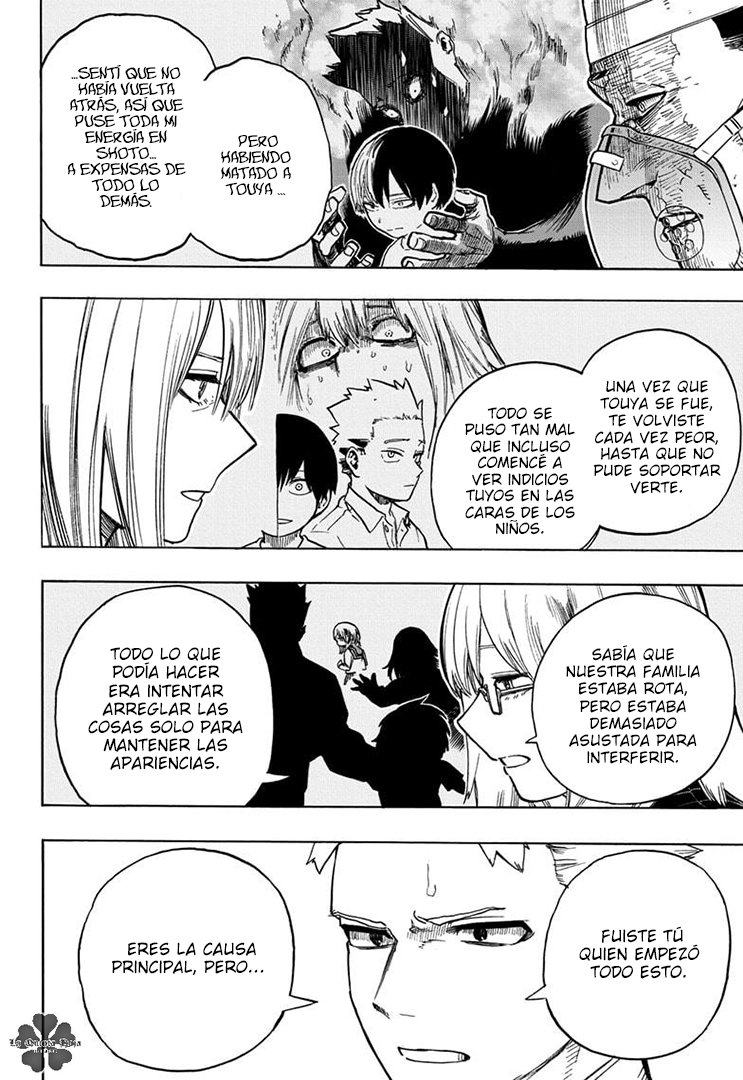 PERO
HABIENDO
MATADO A
TOUYA ...
...SENTÍ QUE NO
HABÍA VUELTA
ATRÁS, ASÍ QUE
PUSE TODA MI
ENERGÍA EN
SHOTO...
A EXPENSAS DE
TODO LO
DEMÁS.
UNA VEZ QUE
TOUYA SE FUE,
TE VOLVISTE
CADA VEZ PEOR,
HASTA QUE NO
PUDE SOPORTAR
VERTE.
TODO SE
PUSO TAN MAL
QUE INCLUSO
COMENCÉ A
VER INDICIOS
TUYOS EN LAS
CARAS DE LOS
NIÑOS.
SABÍA QUE
NUESTRA FAMILIA
ESTABA ROTA,
PERO ESTABA
DEMASIADO
ASUSTADA PARA
INTERFERIR.
TODO LO QUE
PODÍA HACER
ERA INTENTAR
ARREGLAR LAS
COSAS SOLO PARA
MANTENER LAS
APARIENCIAS.
FUISTE TÚ
QUIEN EMPEZÓ
TODO ESTO.
ERES LA CAUSA
PRINCIPAL, PERO...